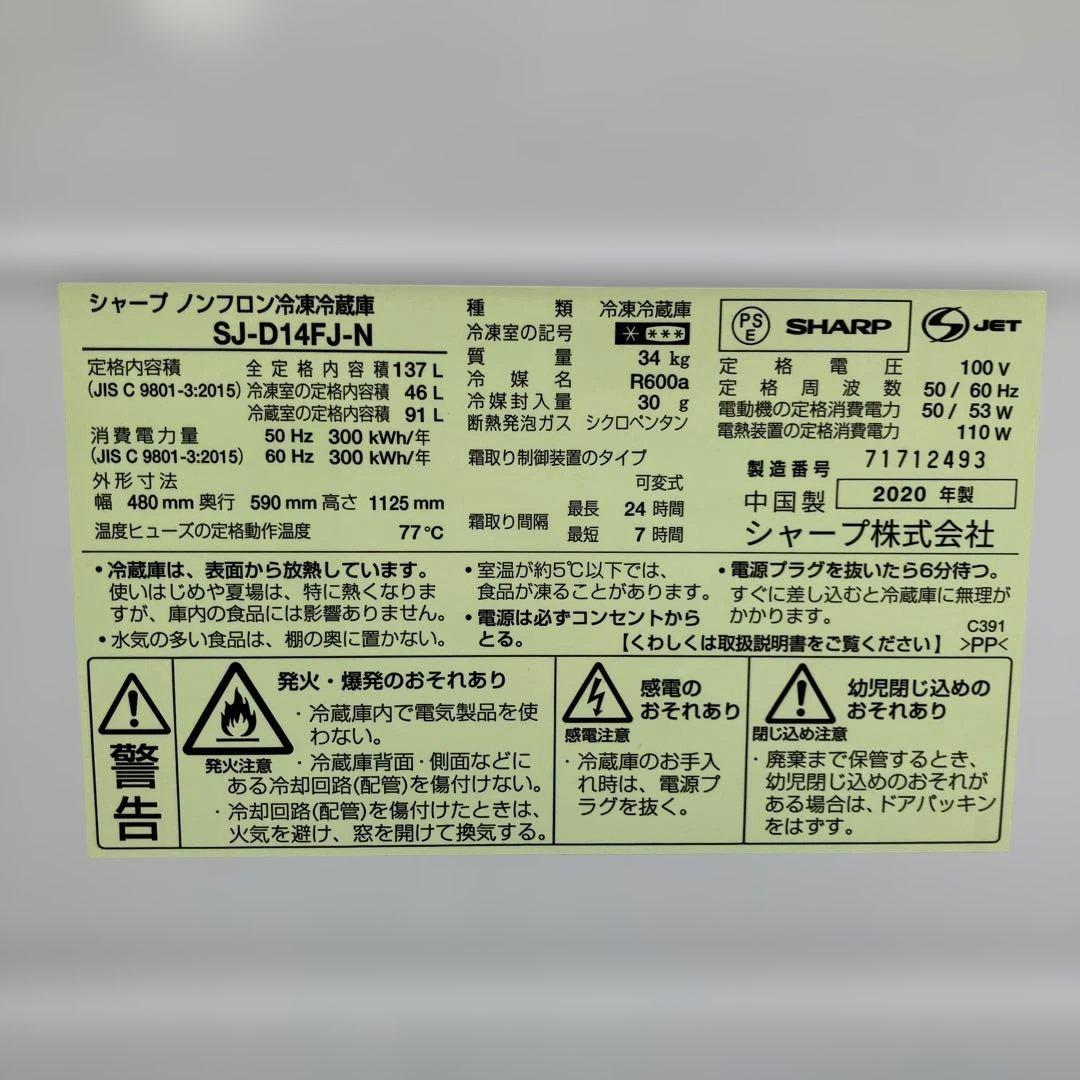 シャープ ノンフロン冷凍冷蔵庫
SJ-D14FJ-N
定格内容積 全定格内容積 137 L
(JIS C 9801-3:2015) 冷凍室の定格内容積 46 L
冷蔵室の定格内容積 91 L
消費電力量 50 Hz 300 kWh/年
(JIS C 9801-3:2015) 60 Hz 300 kWh/年
外形寸法
幅 480 mm 奥行 590 mm 高さ 1125 mm
温度ヒューズの定格動作温度 77 ℃
種類 冷凍冷蔵庫
冷凍室の記号 * ***
質量 34 kg
冷媒名 R600a
冷媒封入量 30 g
断熱発泡ガス シクロペンタン
霜取り制御装置のタイプ
可変式
霜取り間隔 最長 24 時間
最短 7 時間
PS E SHARP S JET
定格電圧 100 V
定格周波数 50 / 60 Hz
電動機の定格消費電力 50 / 53 W
電熱装置の定格消費電力 110 W
製造番号 71712493
中国製 2020 年製
シャープ株式会社
・冷蔵庫は、表面から放熱しています。
使いはじめや夏場は、特に熱くなりま
すが、庫内の食品には影響ありません。
・水気の多い食品は、棚の奥に置かない。
・室温が約5℃以下では、
食品が凍ることがあります。
・電源は必ずコンセントから
とる。
・電源プラグを抜いたら6分待つ。
すぐに差し込むと冷蔵庫に無理が
かかります。
C391
【くわしくは取扱説明書をご覧ください】 >PP<
警告
発火注意
発火・爆発のおそれあり
・冷蔵庫内で電気製品を使
わない。
・冷蔵庫背面・側面などに
ある冷却回路(配管)を傷付けない。
・冷却回路(配管)を傷付けたときは、
火気を避け、窓を開けて換気する。
感電の
おそれあり
感電注意
・冷蔵庫のお手入
れ時は、電源プ
ラグを抜く。
幼児閉じ込めの
おそれあり
閉じ込め注意
・廃棄まで保管するとき、
幼児閉じ込めのおそれが
ある場合は、ドアパッキン
をはずす。